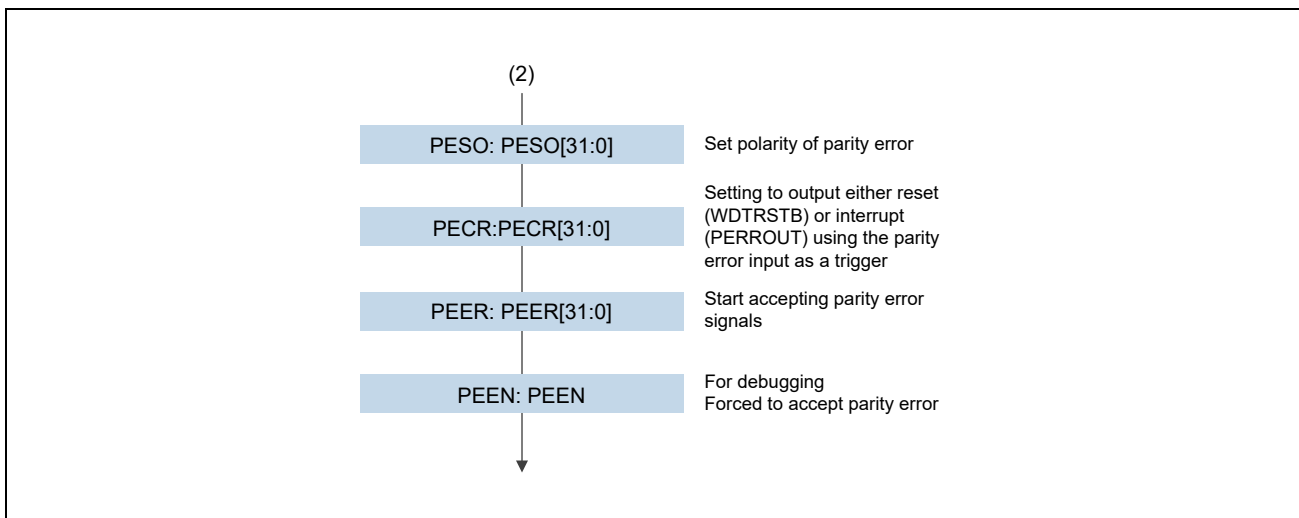 (2)
PESO: PESO[31:0]
Set polarity of parity error
PECR:PECR[31:0]
Setting to output either reset
(WDTRSTB) or interrupt
(PERROUT) using the parity
error input as a trigger
PEER: PEER[31:0]
Start accepting parity error
signals
PEEN: PEEN
For debugging
Forced to accept parity error